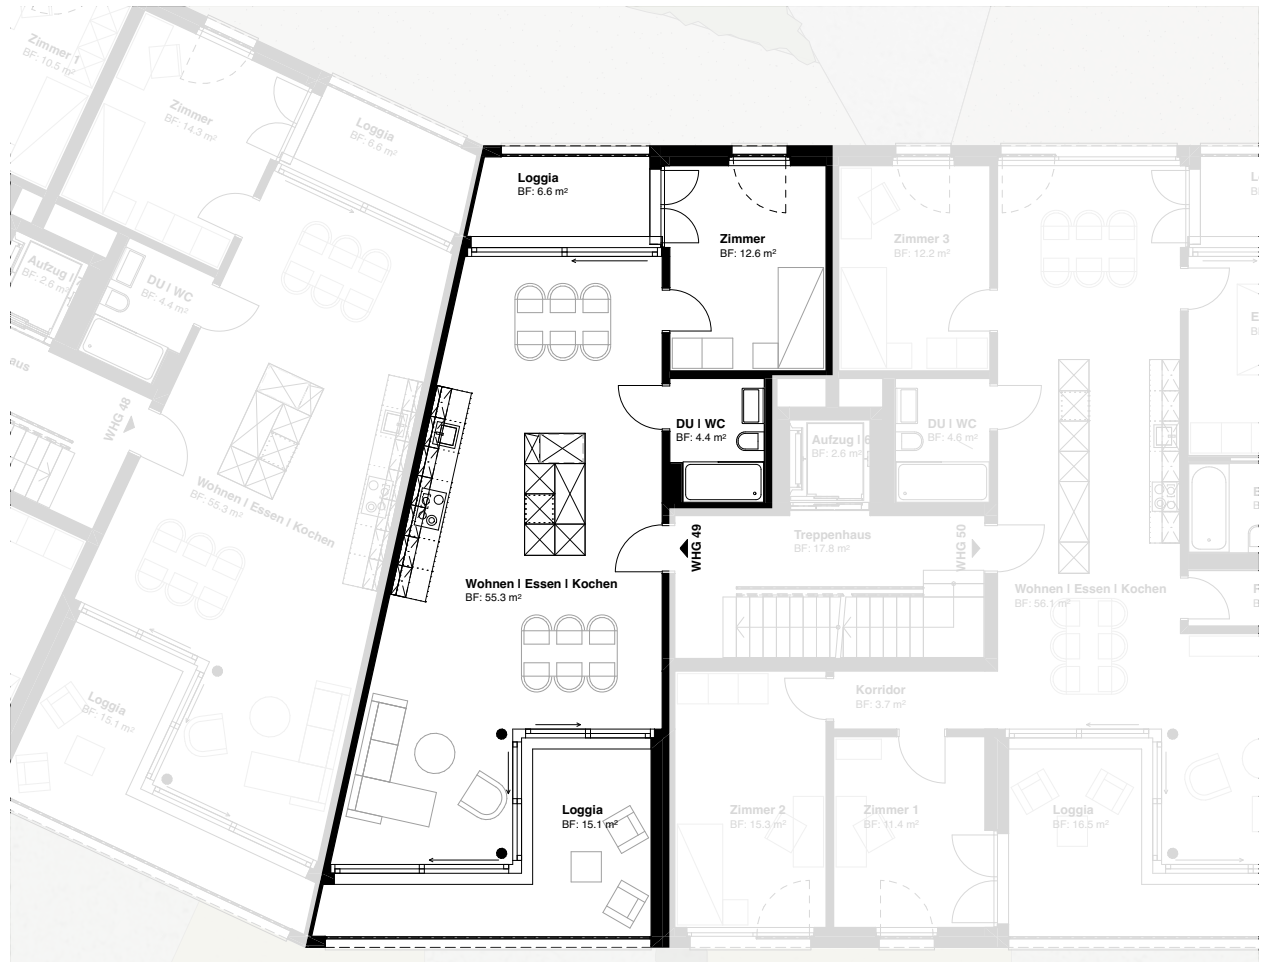 Zimmer 1
BF: 10.5 m²
Zimmer
BF: 14.3 m²
Loggia
BF: 6.6 m²
Loggia
BF: 6.6 m²
Zimmer
BF: 12.6 m²
Zimmer 3
BF: 12.2 m²
Aufzug |
BF: 2.6 m²
DU | WC
BF: 4.4 m²
WHG 48
DU | WC
BF: 4.4 m²
Aufzug | 6
BF: 2.6 m²
DU | WC
BF: 4.6 m²
Wohnen | Essen | Kochen
BF: 55.3 m²
WHG 49
Treppenhaus
BF: 17.8 m²
WHG 50
Wohnen | Essen | Kochen
BF: 55.3 m²
Wohnen | Essen | Kochen
BF: 56.1 m²
Loggia
BF: 15.1 m²
Korridor
BF: 3.7 m²
Loggia
BF: 15.1 m²
Zimmer 2
BF: 15.3 m²
Zimmer 1
BF: 11.4 m²
Loggia
BF: 16.5 m²